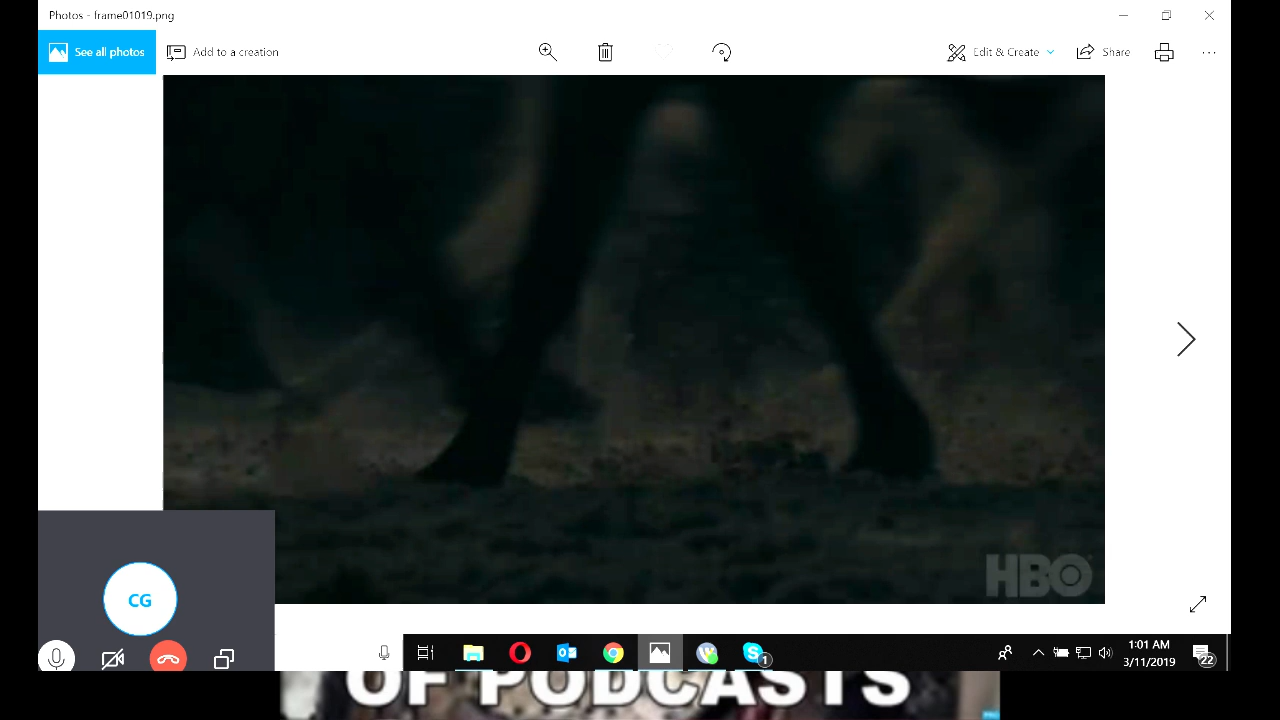 Photos - frame01019.png
See all photos
Add to a creation
Edit & Create
Share
HBO
CG
1
1:01 AM
3/11/2019
22
OF PODCASTS